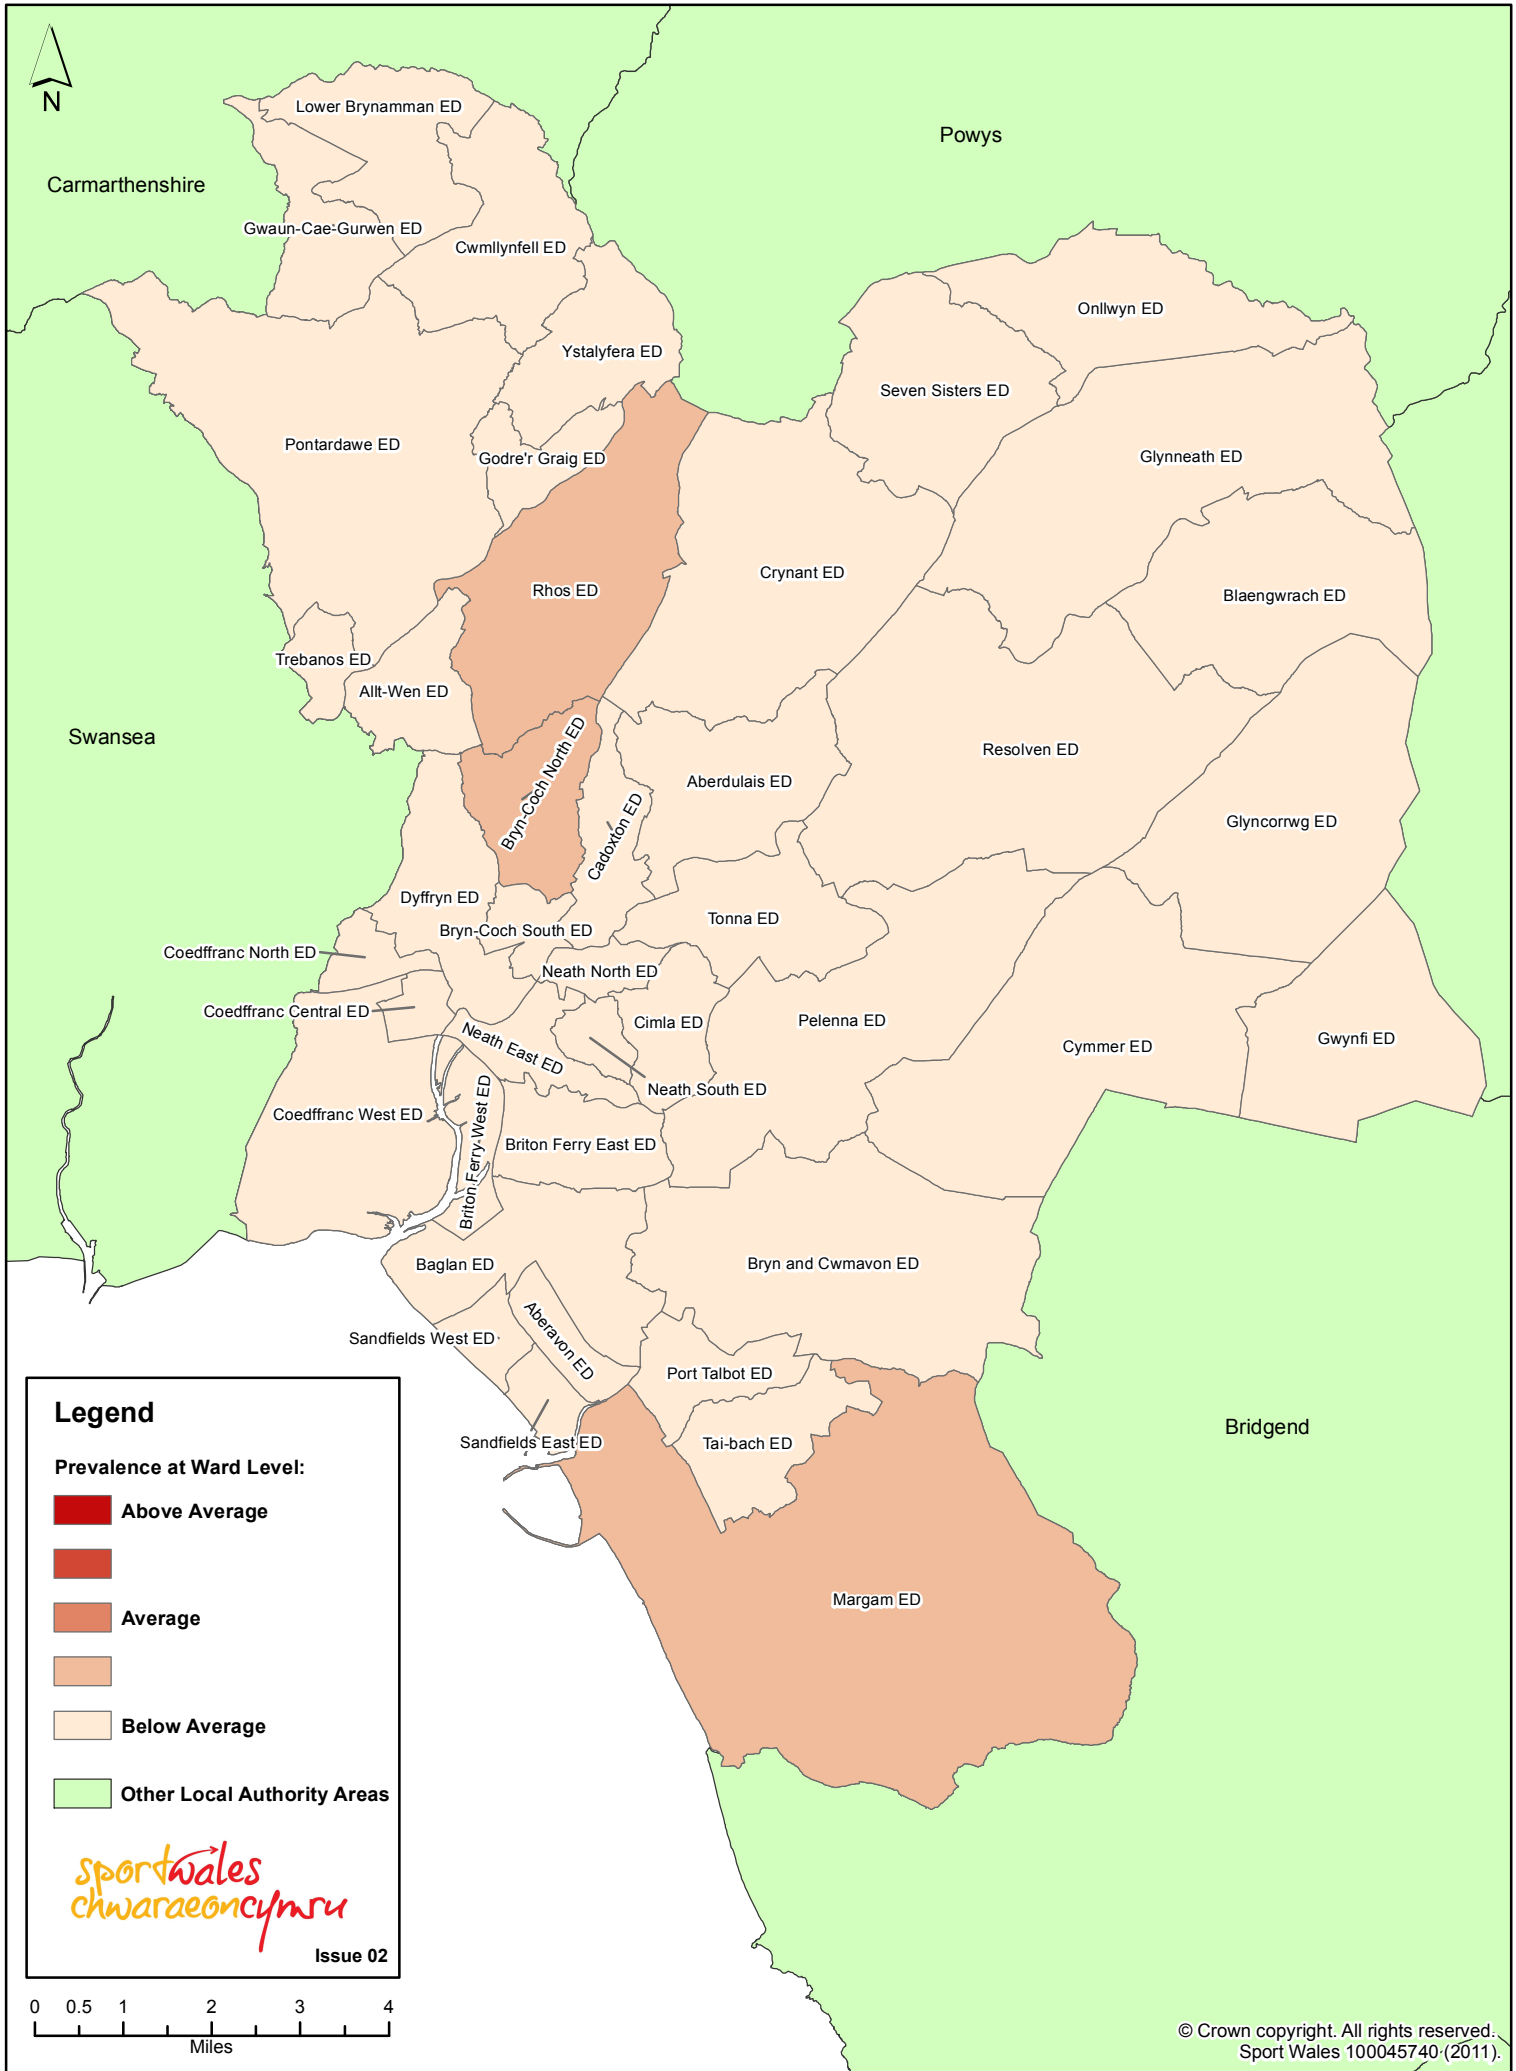 N
Lower Brynamman ED
Powys
Carmarthenshire
Gwaun-Cae-Gurwen ED
Cwmllynfell ED
Onllwyn ED
Ystalyfera ED
Seven Sisters ED
Pontardawe ED
Godre'r Graig ED
Glynneath ED
Crynant ED
Rhos ED
Blaengwrach ED
Trebanos ED
Allt-Wen ED
Swansea
Bryn-Coch North ED
Resolven ED
Aberdulais ED
Cadoxton ED
Glyncorrwg ED
Dyffryn ED
Tonna ED
Bryn-Coch South ED
Coedffranc North ED
Neath North ED
Coedffranc Central ED
Neath East ED
Cimla ED
Pelenna ED
Gwynfi ED
Cymmer ED
Neath South ED
Coedffranc West ED
Briton Ferry West ED
Briton Ferry East ED
Baglan ED
Bryn and Cwmavon ED
Sandfields West ED
Aberavon ED
Port Talbot ED
Bridgend
Sandfields East ED
Tai-bach ED
Margam ED
Legend
Prevalence at Ward Level:
Above Average
Average
Below Average
Other Local Authority Areas
sportwales
chwaraeoncymru
Issue 02
0 0.5 1 2 3 4
Miles
© Crown copyright. All rights reserved.
Sport Wales 100045740 (2011).